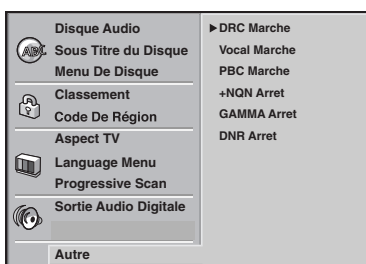 Disque Audio
Sous Titre du Disque
Menu De Disque
Classement
Code De Région
Aspect TV
Language Menu
Progressive Scan
Sortie Audio Digitale
Autre
DRC Marche
Vocal Marche
PBC Marche
+NQN Arret
GAMMA Arret
DNR Arret
ABC